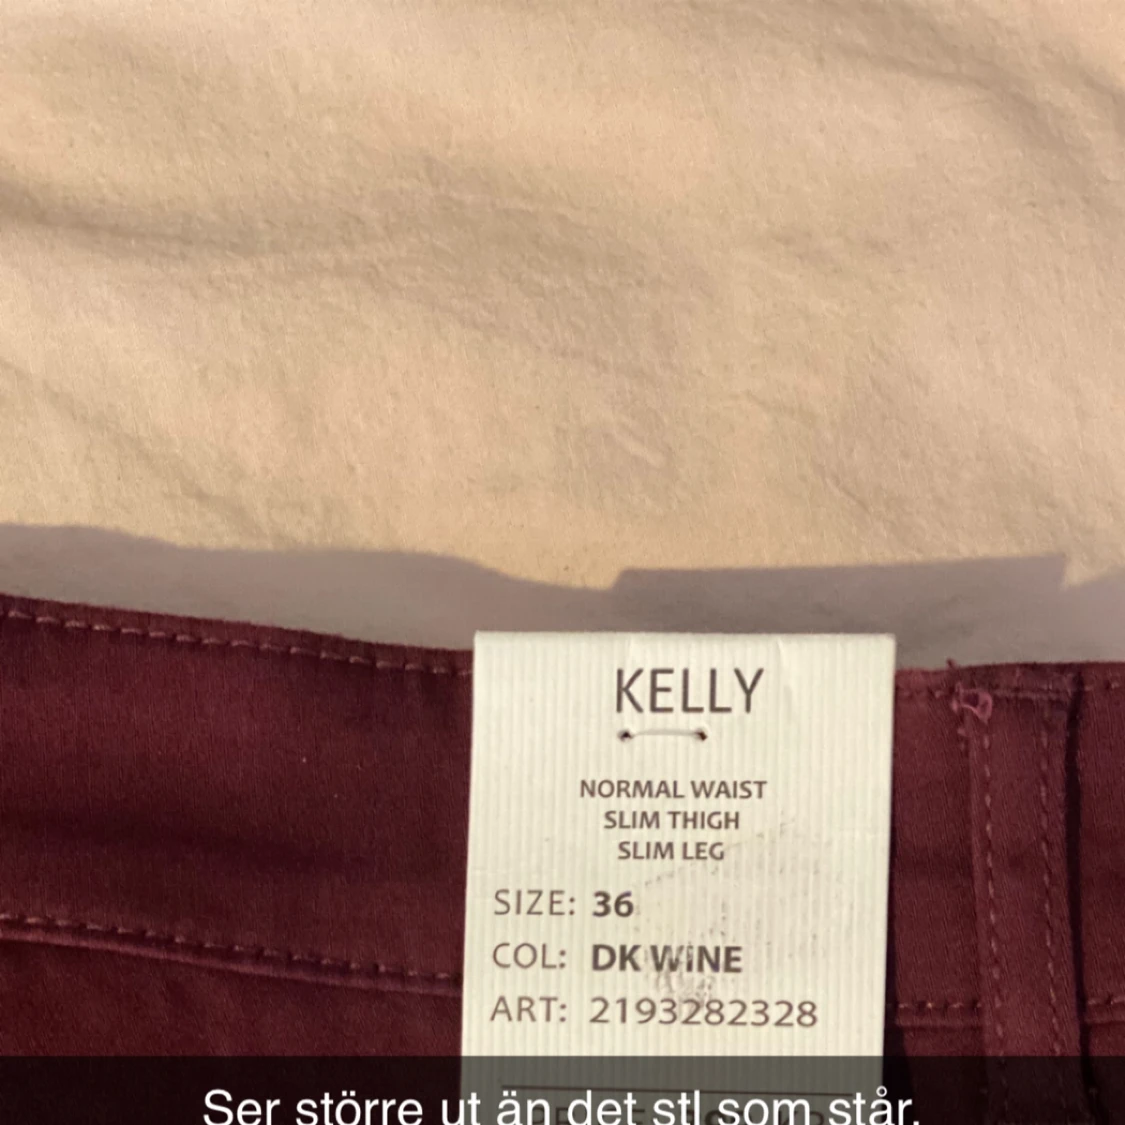 KELLY
NORMAL WAIST
SLIM THIGH
SLIM LEG
SIZE: 36
COL: DK WINE
ART: 2193282328
Ser större ut än det stl som står.